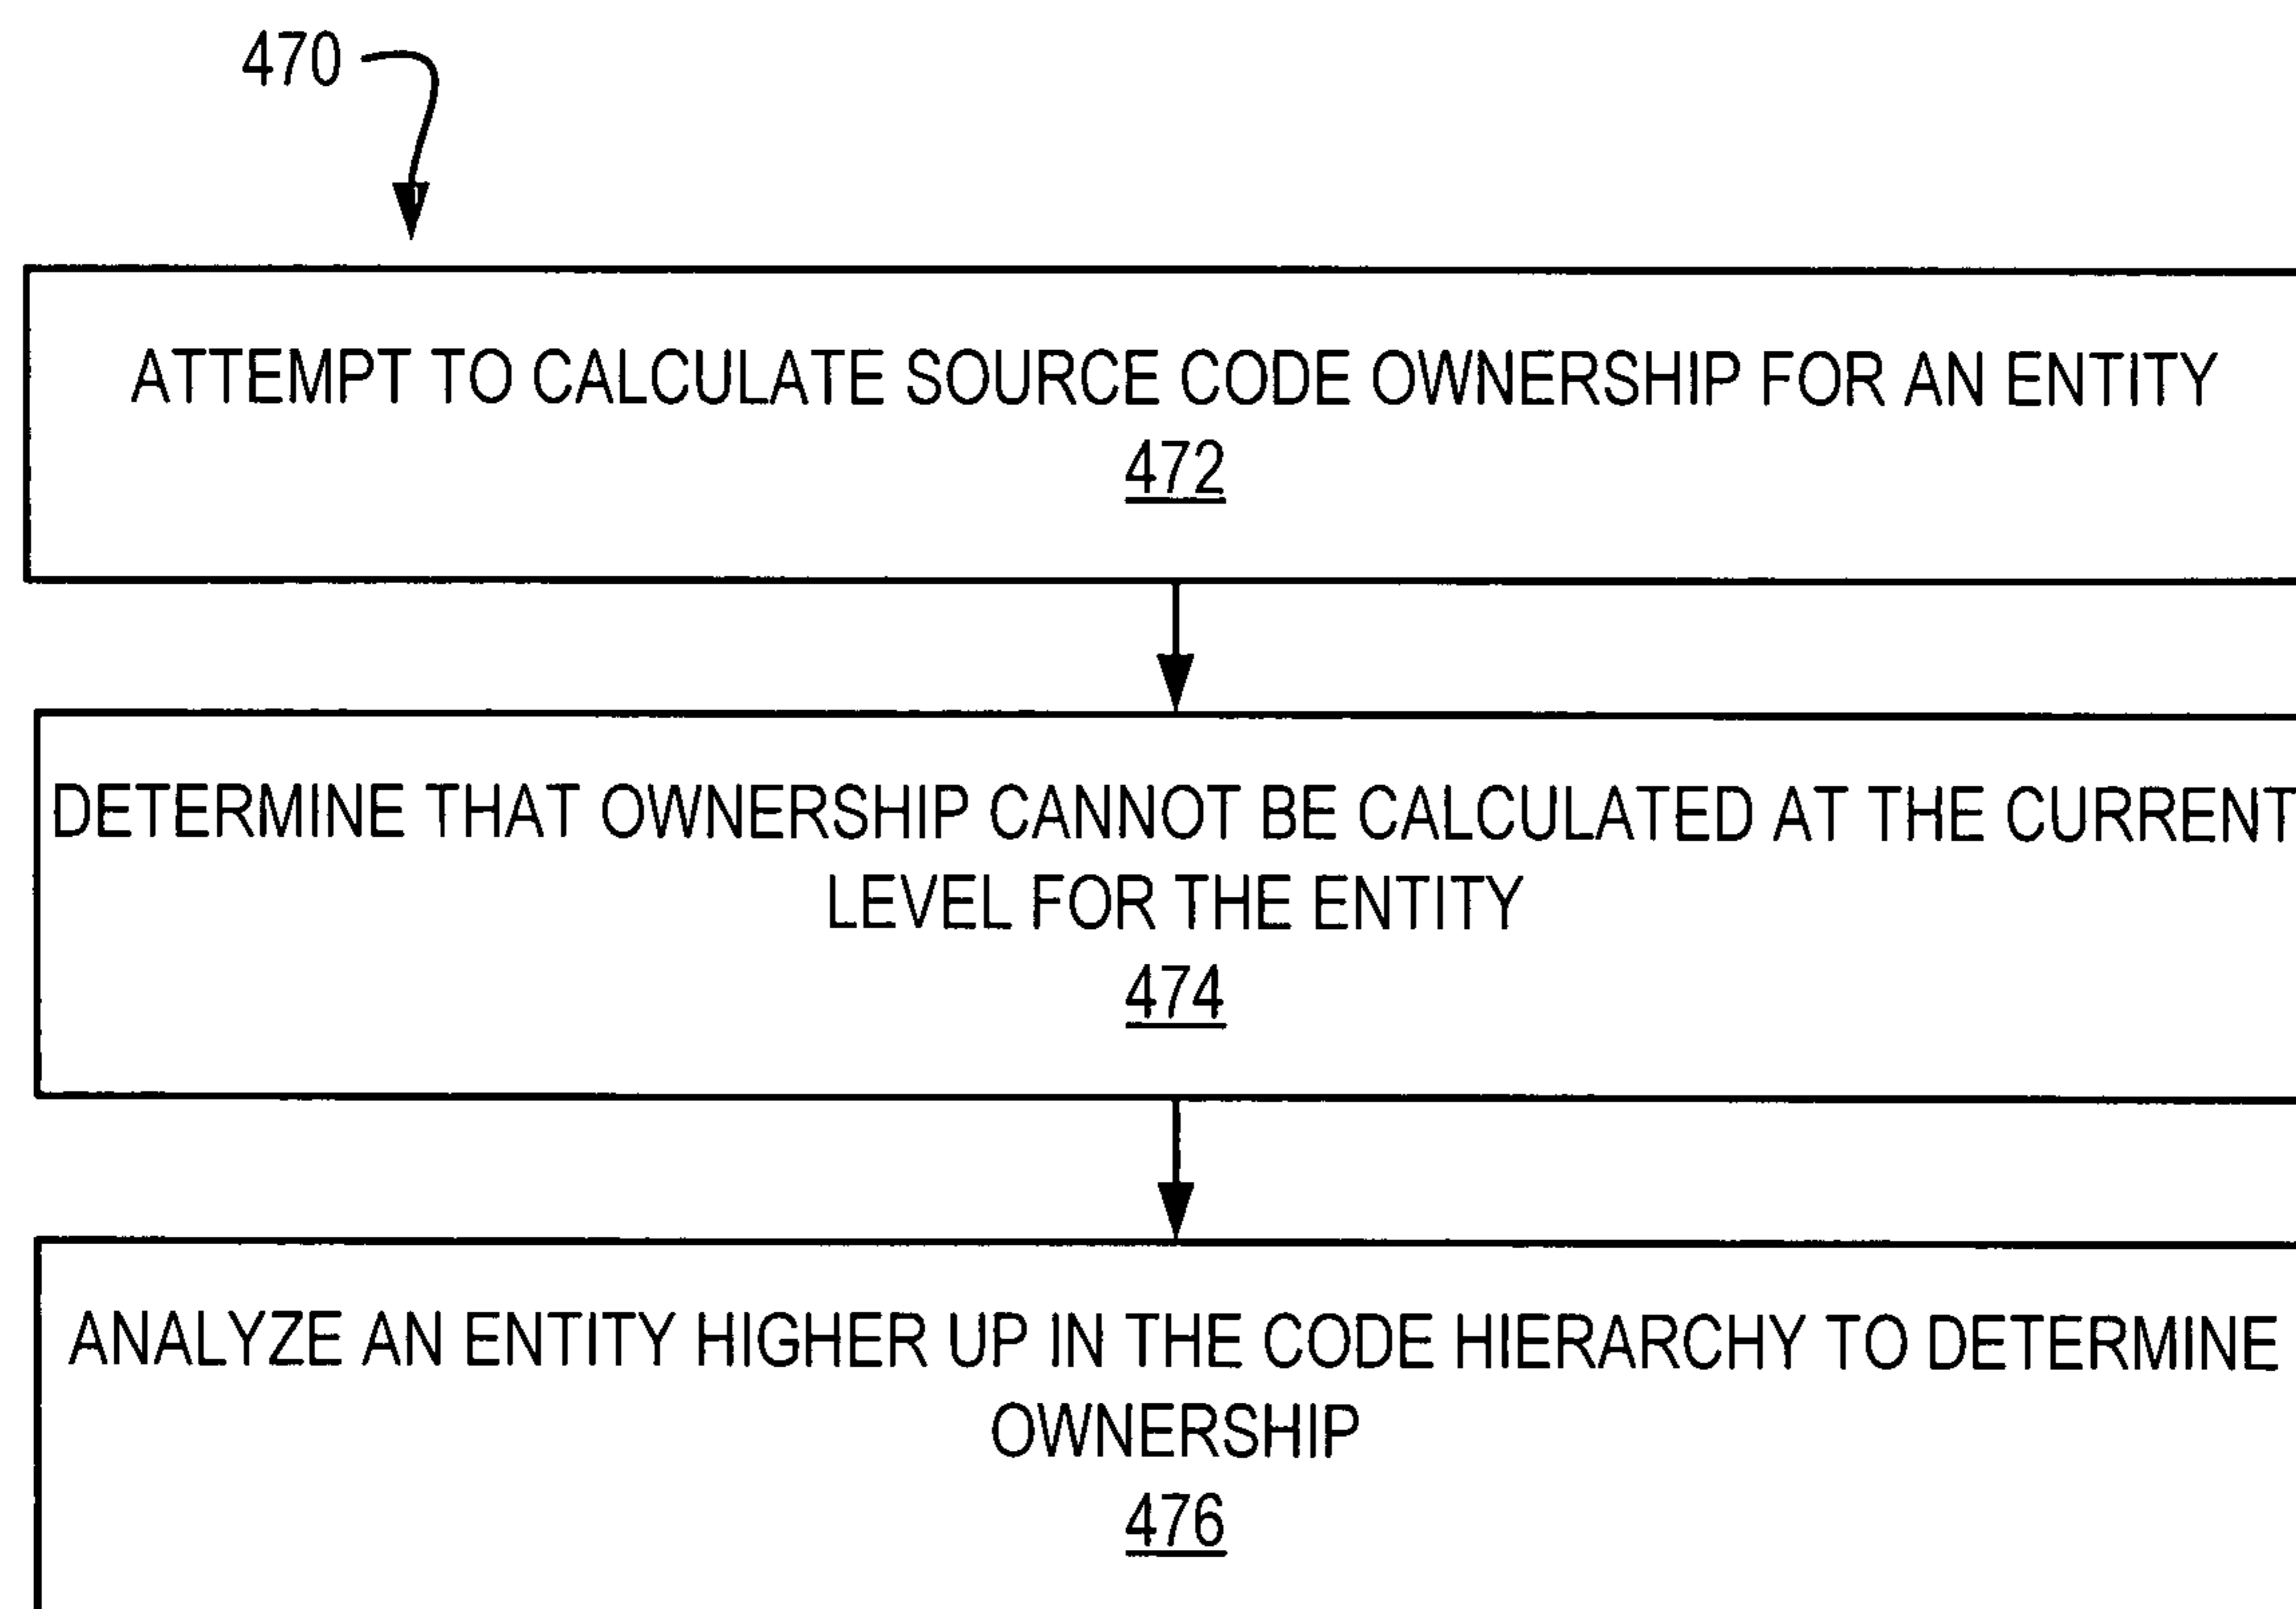 470
ATTEMPT TO CALCULATE SOURCE CODE OWNERSHIP FOR AN ENTITY
472
DETERMINE THAT OWNERSHIP CANNOT BE CALCULATED AT THE CURRENT
LEVEL FOR THE ENTITY
474
ANALYZE AN ENTITY HIGHER UP IN THE CODE HIERARCHY TO DETERMINE
OWNERSHIP
476